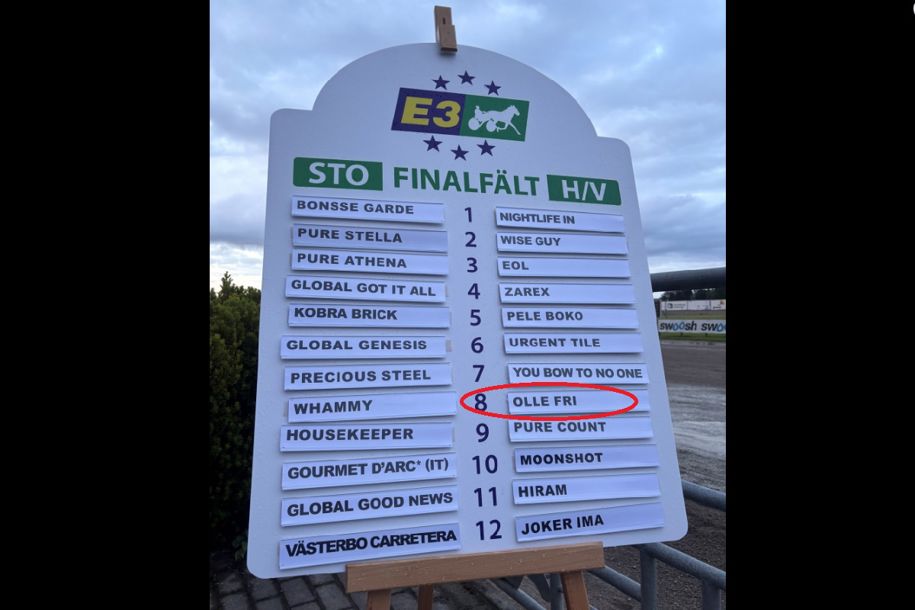 E3
STO FINALFÄLT H/V
BONSSE GARDE 1 NIGHTLIFE IN
PURE STELLA 2 WISE GUY
PURE ATHENA 3 EOL
GLOBAL GOT IT ALL 4 ZAREX
KOBRA BRICK 5 PELE BOKO
GLOBAL GENESIS 6 URGENT TILE
PRECIOUS STEEL 7 YOU BOW TO NO ONE
WHAMMY 8 OLLE FRI
HOUSEKEEPER 9 PURE COUNT
GOURMET D'ARC* (IT) 10 MOONSHOT
GLOBAL GOOD NEWS 11 HIRAM
VÄSTERBO CARRETERA 12 JOKER IMA
swoosh swoo